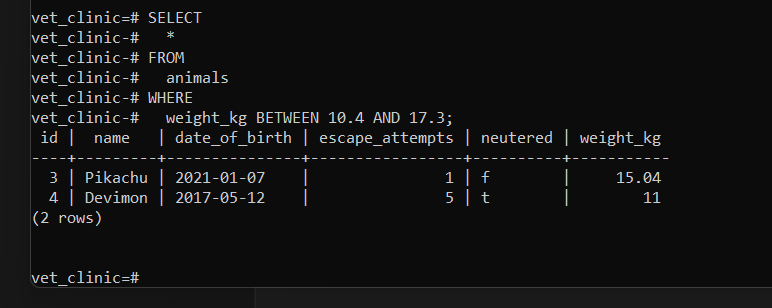 vet_clinic=# SELECT
vet_clinic-#   *
vet_clinic-# FROM
vet_clinic-#   animals
vet_clinic-# WHERE
vet_clinic-#   weight_kg BETWEEN 10.4 AND 17.3;
 id |  name   | date_of_birth | escape_attempts | neutered | weight_kg
----+---------+---------------+-----------------+----------+-----------
  3 | Pikachu | 2021-01-07    |               1 | f        |     15.04
  4 | Devimon | 2017-05-12    |               5 | t        |        11
(2 rows)
vet_clinic=#